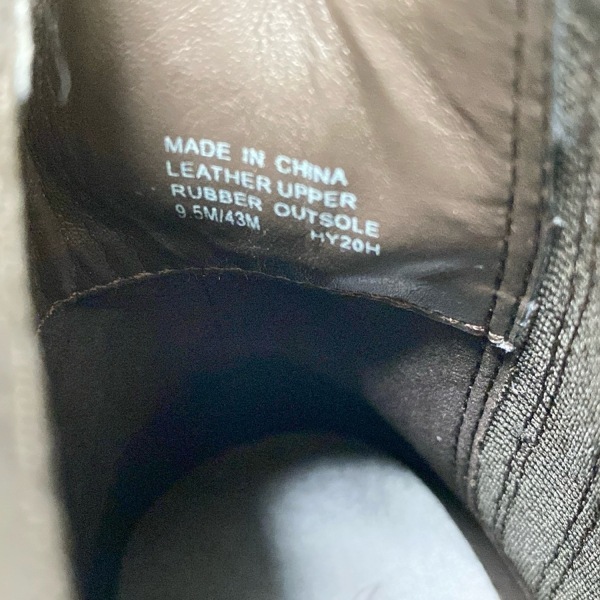 MADE IN CHINA
LEATHER UPPER
RUBBER OUTSOLE
9.5M/43M HY20H